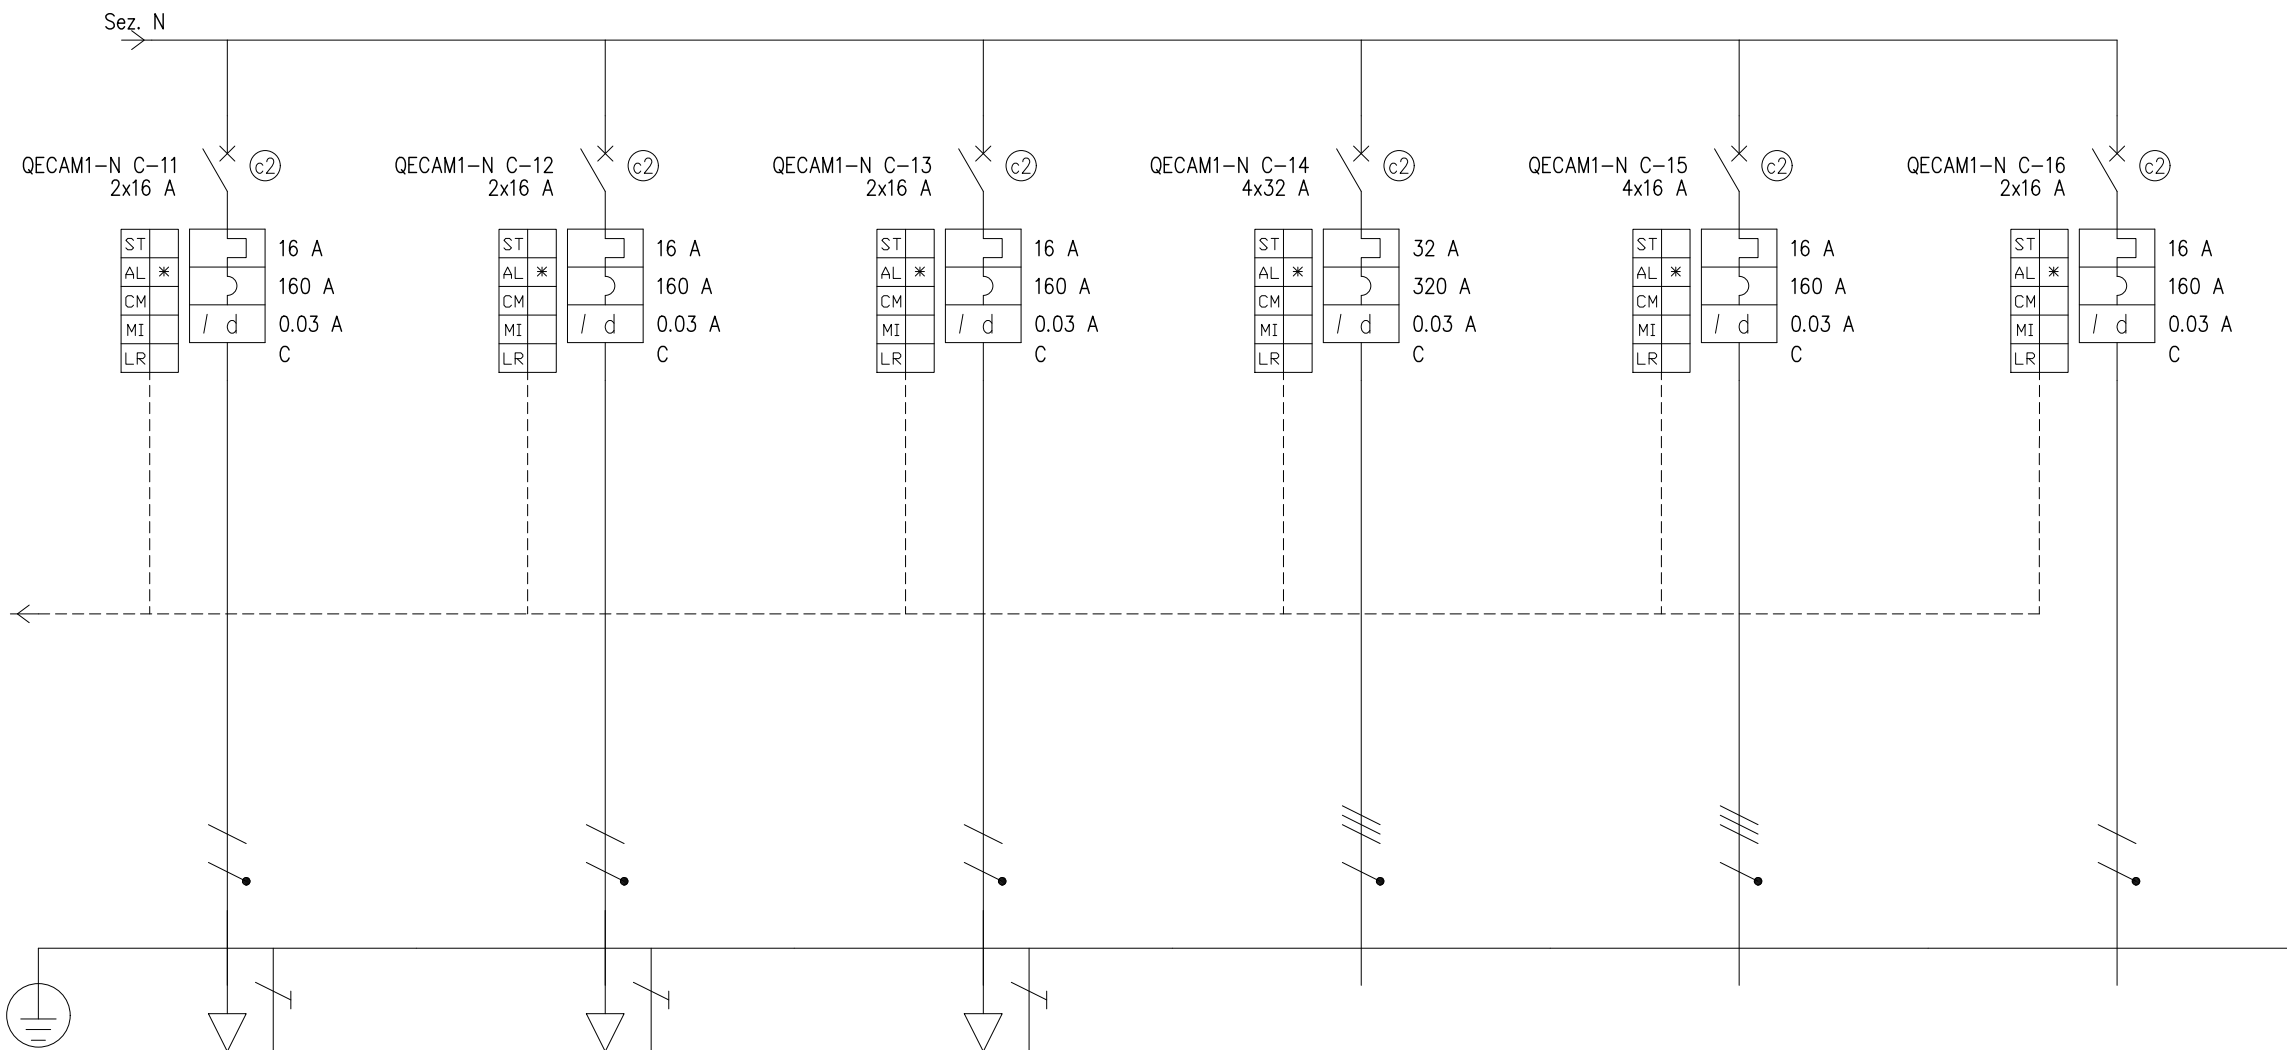 Sez. N
QECAM1-N C-11
2x16 A
c2
ST
AL *
CM
MI
LR
16 A
160 A
/ d 0.03 A
C
QECAM1-N C-12
2x16 A
c2
ST
AL *
CM
MI
LR
16 A
160 A
/ d 0.03 A
C
QECAM1-N C-13
2x16 A
c2
ST
AL *
CM
MI
LR
16 A
160 A
/ d 0.03 A
C
QECAM1-N C-14
4x32 A
c2
ST
AL *
CM
MI
LR
32 A
320 A
/ d 0.03 A
C
QECAM1-N C-15
4x16 A
c2
ST
AL *
CM
MI
LR
16 A
160 A
/ d 0.03 A
C
QECAM1-N C-16
2x16 A
c2
ST
AL *
CM
MI
LR
16 A
160 A
/ d 0.03 A
C